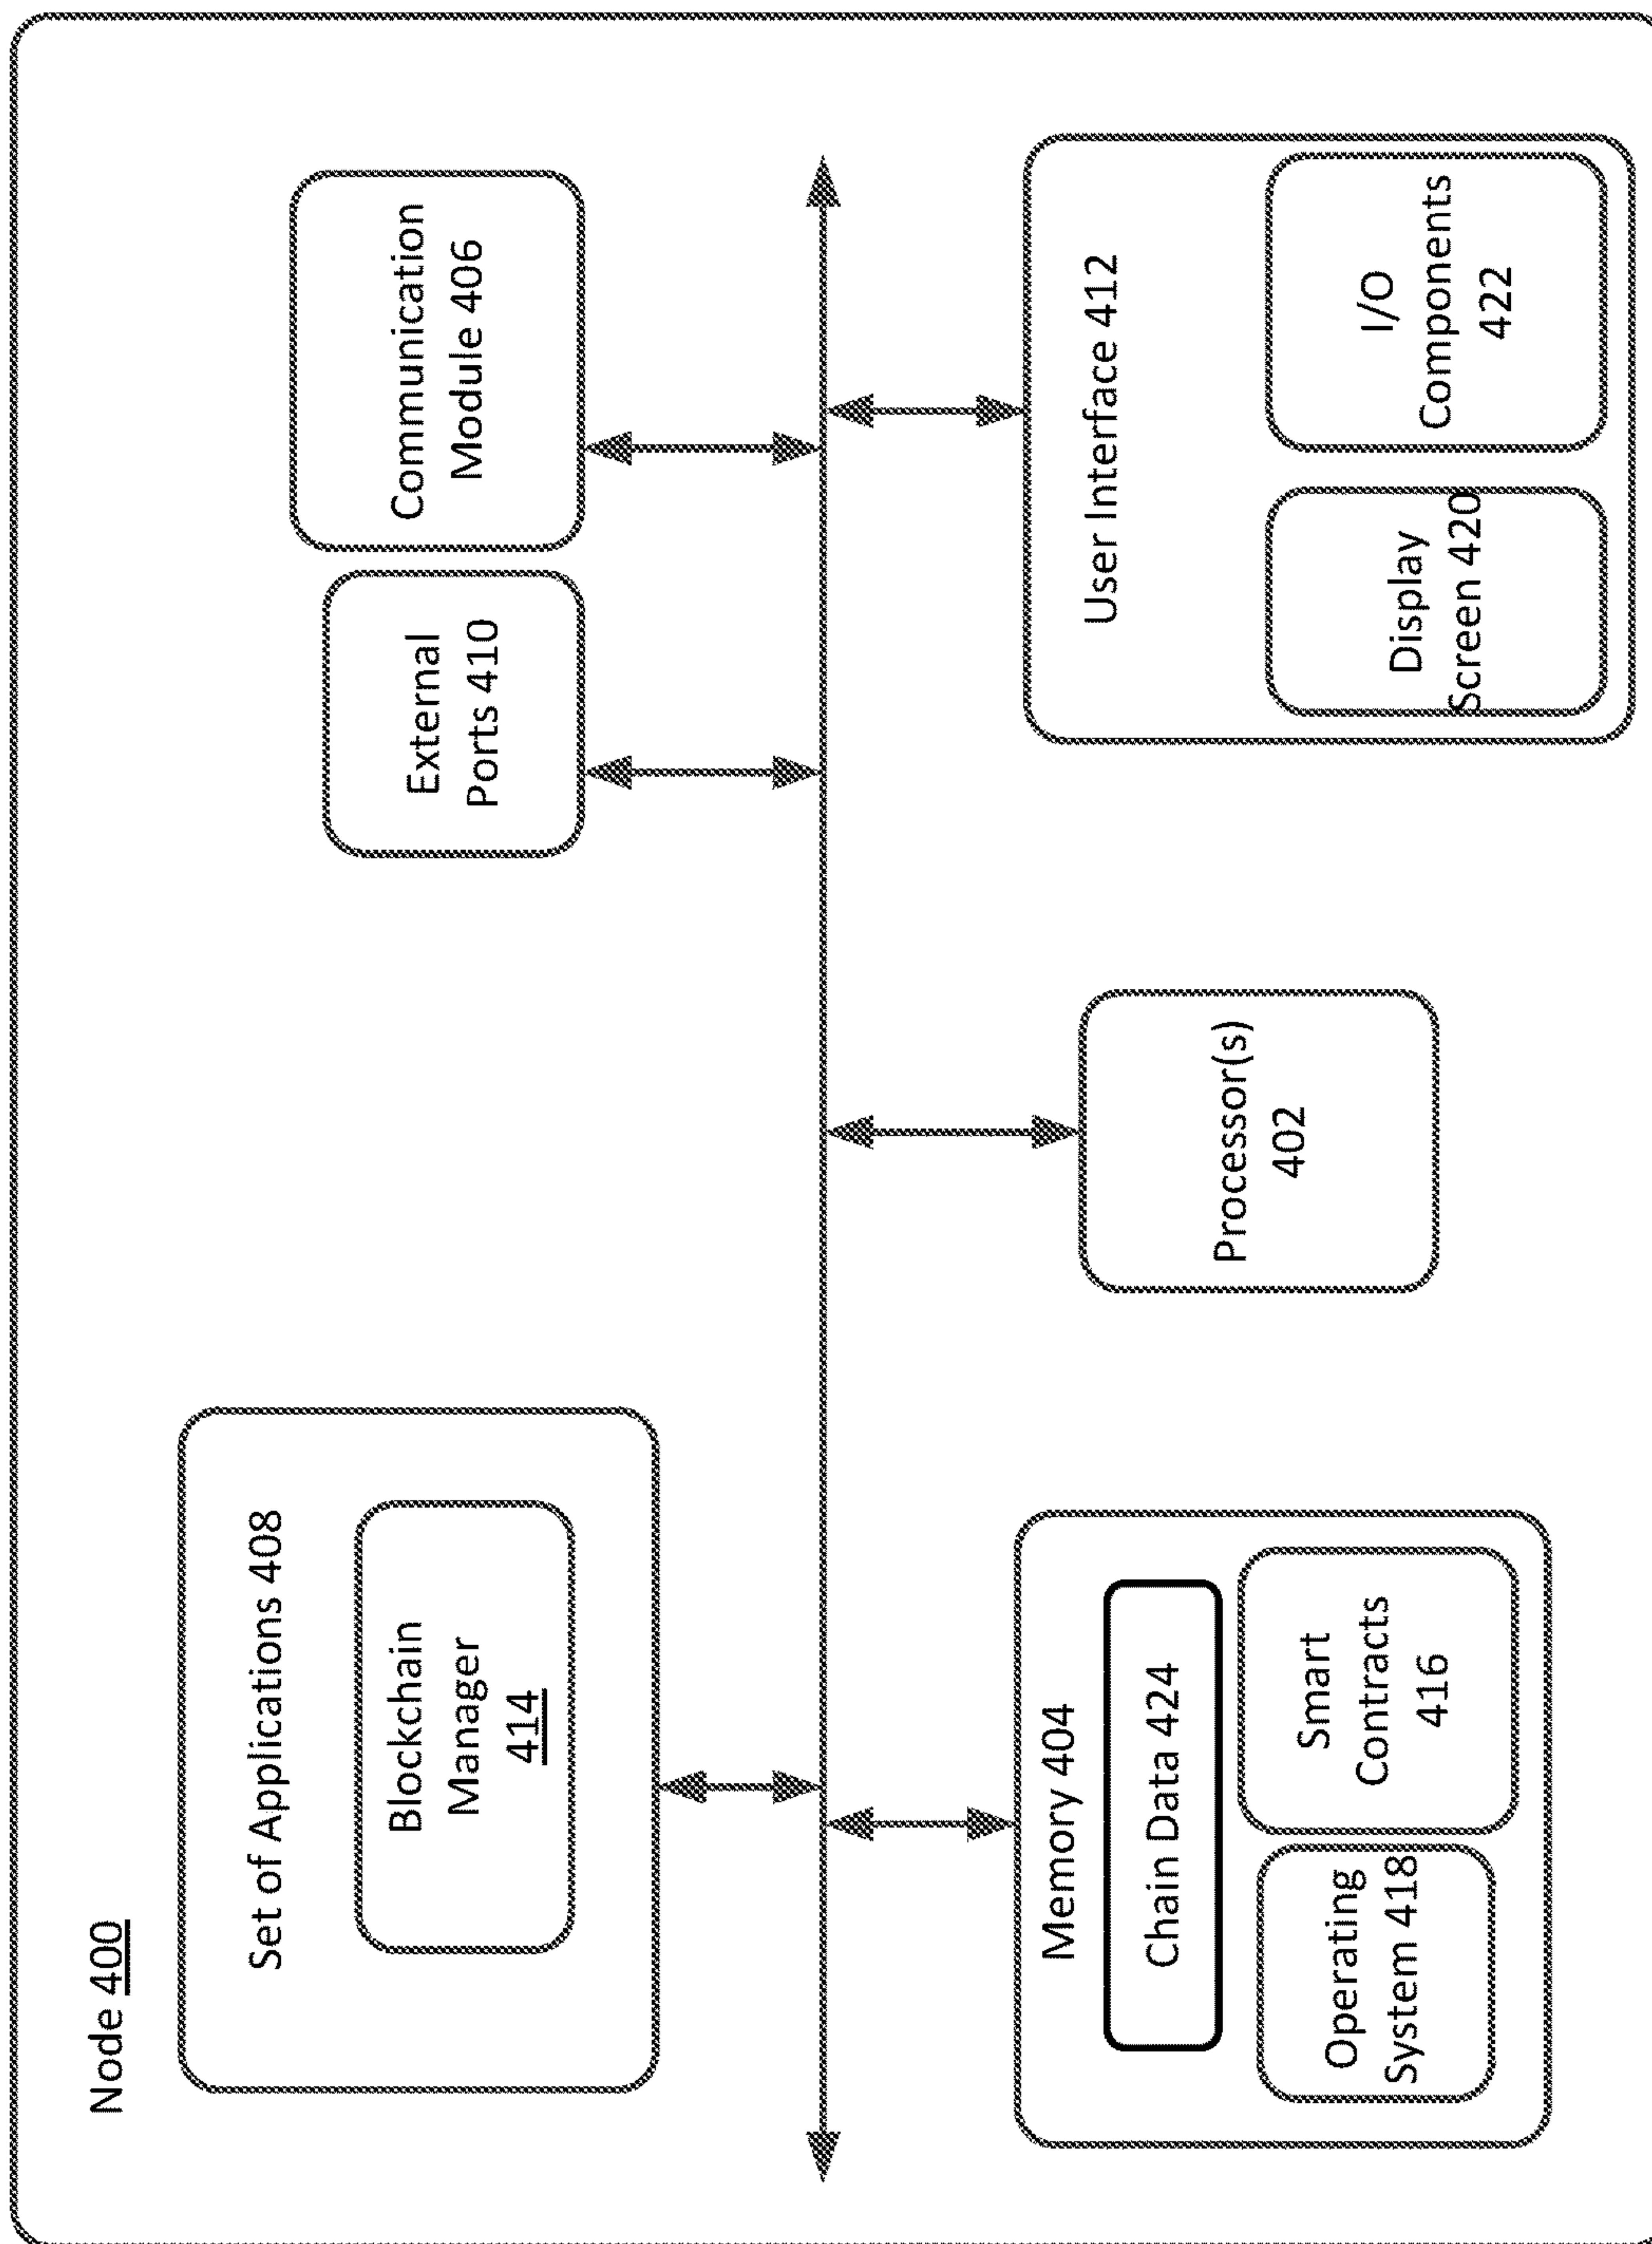 Node 400
Set of Applications 408
Blockchain
Manager
414
External
Ports 410
Communication
Module 406
Memory 404
Chain Data 424
Operating
System 418
Smart
Contracts
416
Processor(s)
402
User Interface 412
Display
Screen 420
I/O
Components
422